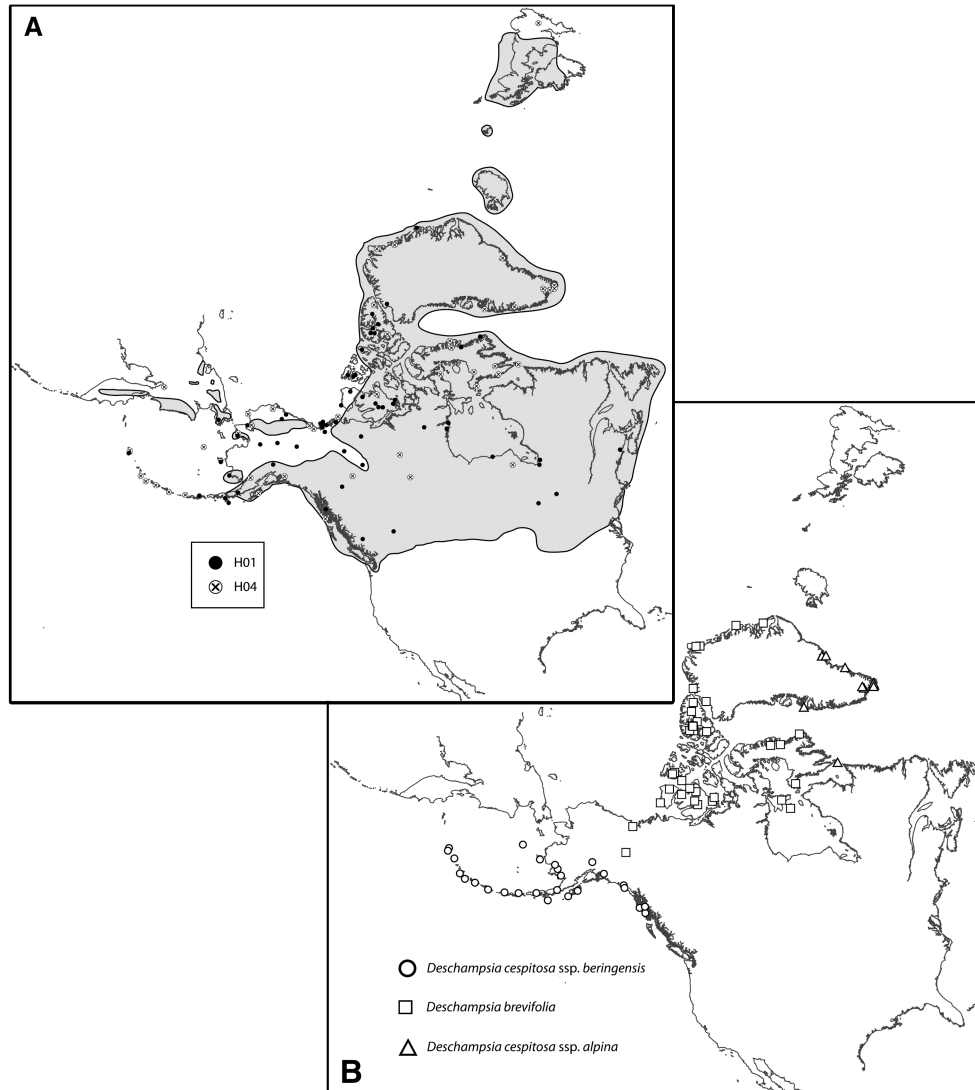 A
H01
H04
Deschampsia cespitosa ssp. beringensis
Deschampsia brevifolia
Deschampsia cespitosa ssp. alpina
B